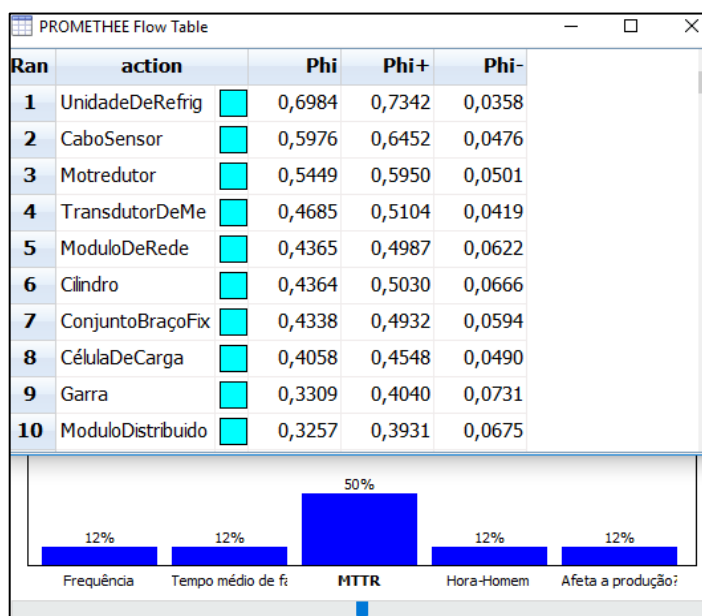 PROMETHEE Flow Table
Ran action Phi Phi+ Phi-
1 UnidadeDeRefrig 0,6984 0,7342 0,0358
2 CaboSensor 0,5976 0,6452 0,0476
3 Motredutor 0,5449 0,5950 0,0501
4 TransdutorDeMe 0,4685 0,5104 0,0419
5 ModuloDeRede 0,4365 0,4987 0,0622
6 Cilindro 0,4364 0,5030 0,0666
7 ConjuntoBraçoFix 0,4338 0,4932 0,0594
8 CélulaDeCarga 0,4058 0,4548 0,0490
9 Garra 0,3309 0,4040 0,0731
10 ModuloDistribuido 0,3257 0,3931 0,0675
50%
12% 12% 12% 12%
Frequência Tempo médio de fa MTTR Hora-Homem Afeta a produção?